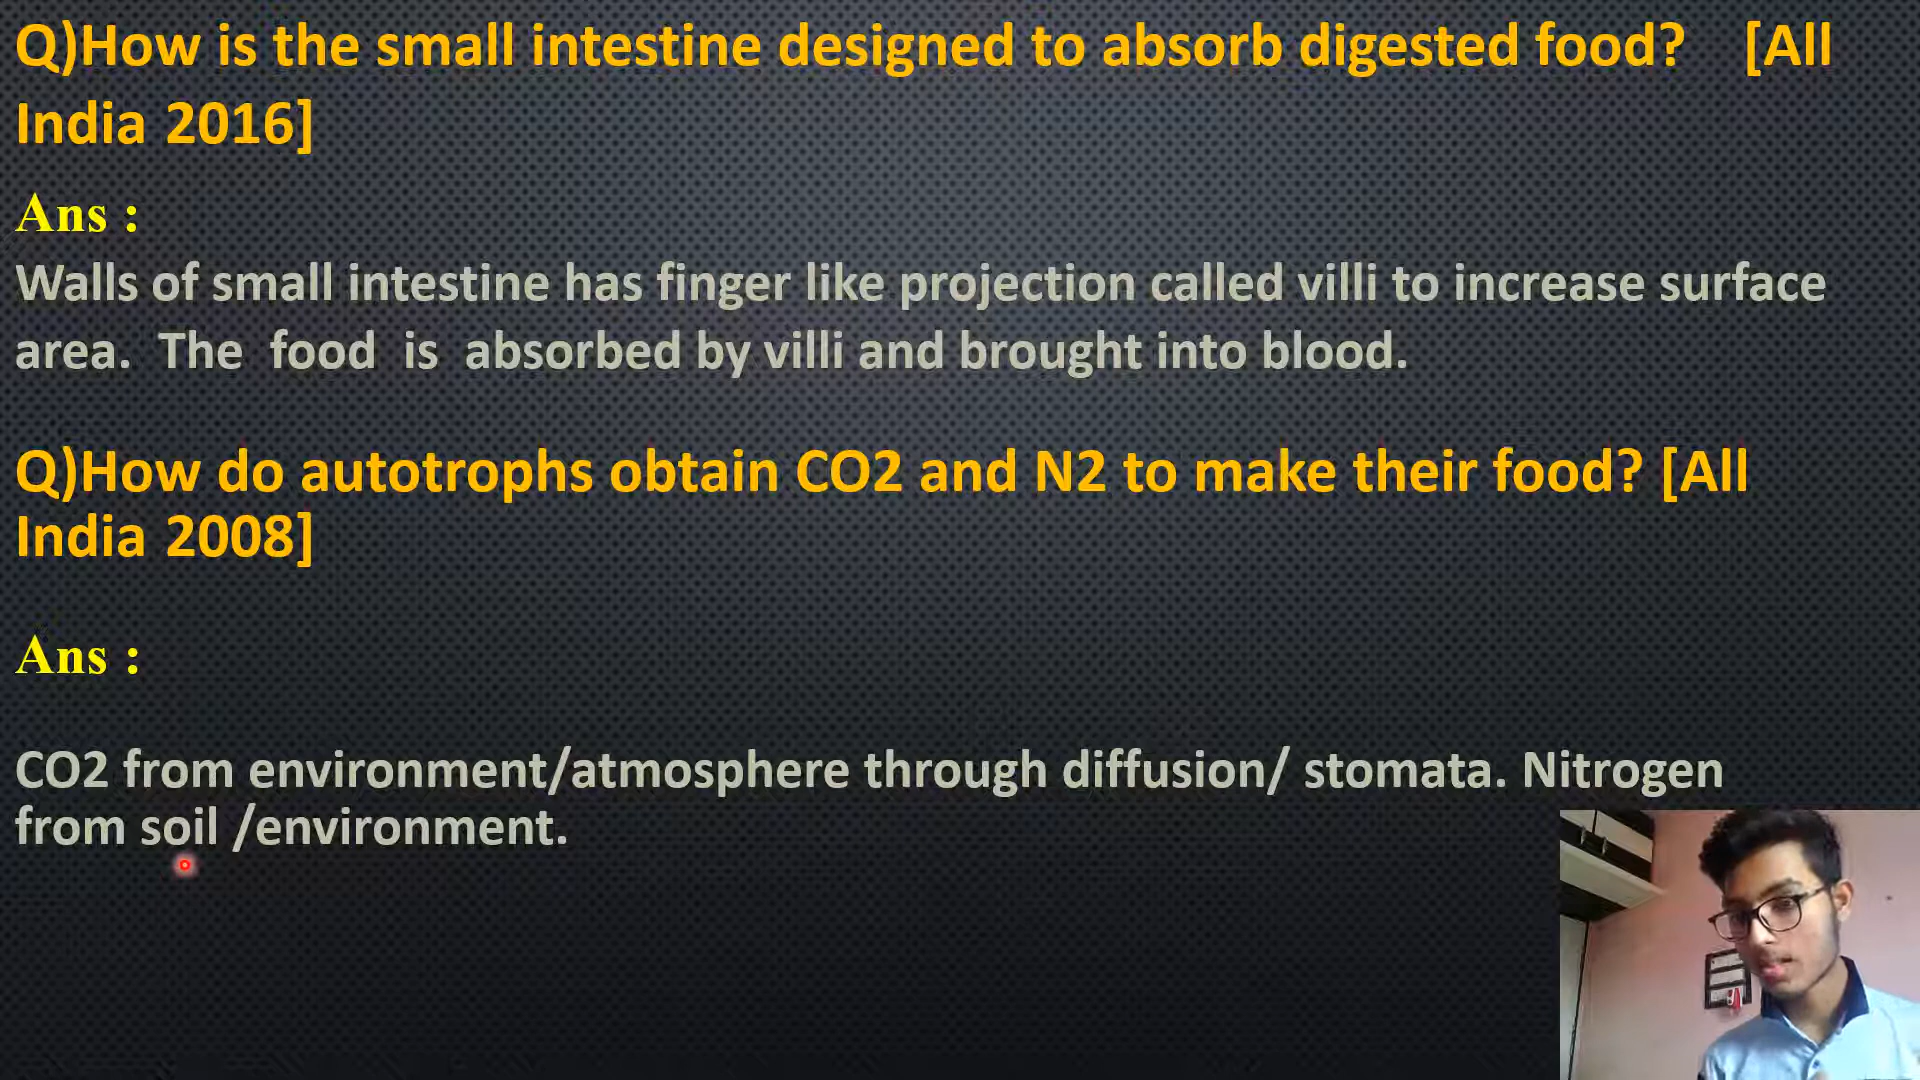 Q)How is the small intestine designed to absorb digested food? [All
India 2016]
Ans :
Walls of small intestine has finger like projection called villi to increase surface
area. The food is absorbed by villi and brought into blood.
Q)How do autotrophs obtain CO2 and N2 to make their food? [All
India 2008]
Ans :
CO2 from environment/atmosphere through diffusion/ stomata. Nitrogen
from soil /environment.